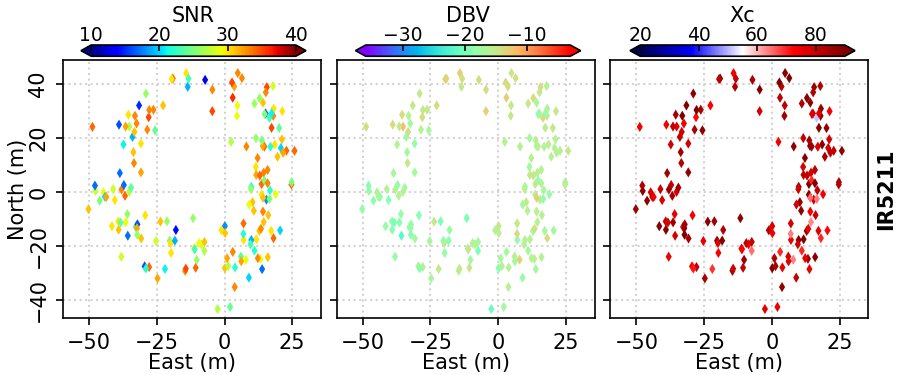 SNR DBV Xc
10 20 30 40 −30 −20 −10 20 40 60 80
40
20
0
−20
−40
North (m)
IR5211
−50 −25 0 25 −50 −25 0 25 −50 −25 0 25
East (m) East (m) East (m)